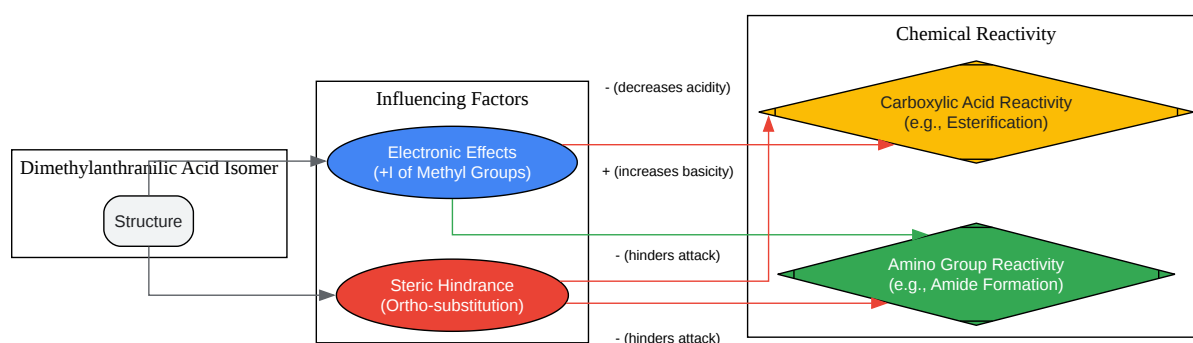 Dimethylanthranilic Acid Isomer
Structure
Influencing Factors
Electronic Effects
(+I of Methyl Groups)
Steric Hindrance
(Ortho-substitution)
- (decreases acidity)
+ (increases basicity)
- (hinders attack)
- (hinders attack)
Chemical Reactivity
Carboxylic Acid Reactivity
(e.g., Esterification)
Amino Group Reactivity
(e.g., Amide Formation)